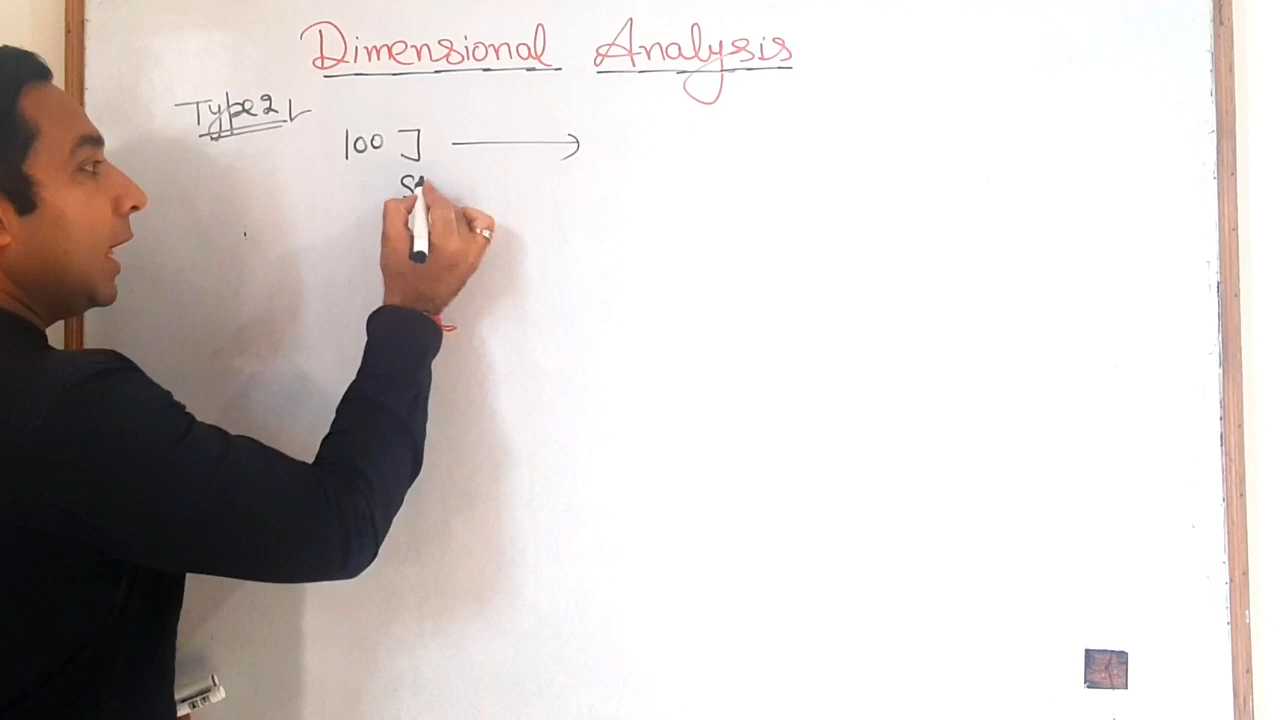 Dimensional Analysis
Type 2
100 J →
S